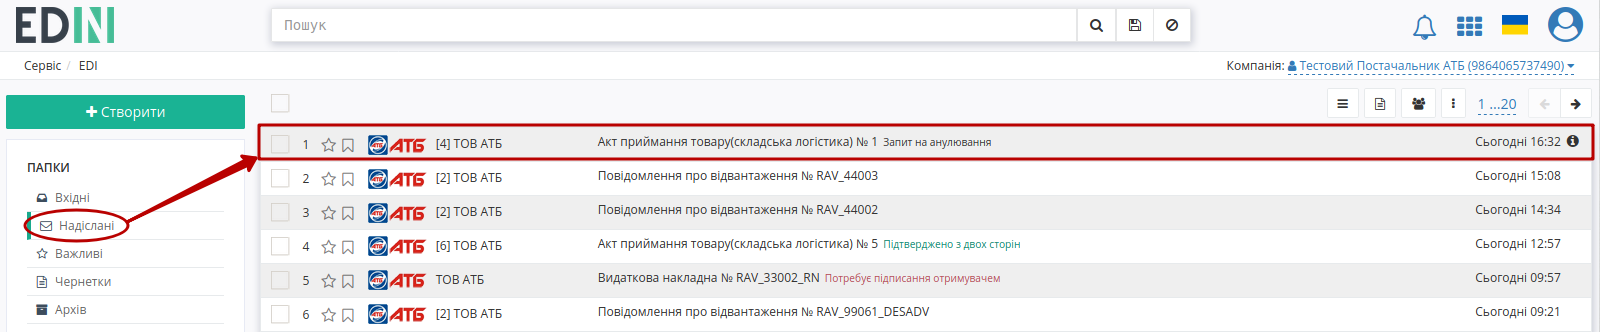 EDIN
Пошук
Сервіс / EDI
Компанія: Тестовий Постачальник АТБ (9864065737490)
Створити
1 ...20
ПАПКИ
Вхідні
Надіслані
Важливі
Чернетки
Архів
1 АТБ [4] ТОВ АТБ Акт приймання товару(складська логістика) № 1 Запит на анулювання Сьогодні 16:32
2 АТБ [2] ТОВ АТБ Повідомлення про відвантаження № RAV_44003 Сьогодні 15:08
3 АТБ [2] ТОВ АТБ Повідомлення про відвантаження № RAV_44002 Сьогодні 14:34
4 АТБ [6] ТОВ АТБ Акт приймання товару(складська логістика) № 5 Підтверджено з двох сторін Сьогодні 12:57
5 АТБ ТОВ АТБ Видаткова накладна № RAV_33002_RN Потребує підписання отримувачем Сьогодні 09:57
6 АТБ [2] ТОВ АТБ Повідомлення про відвантаження № RAV_99061_DESADV Сьогодні 09:21